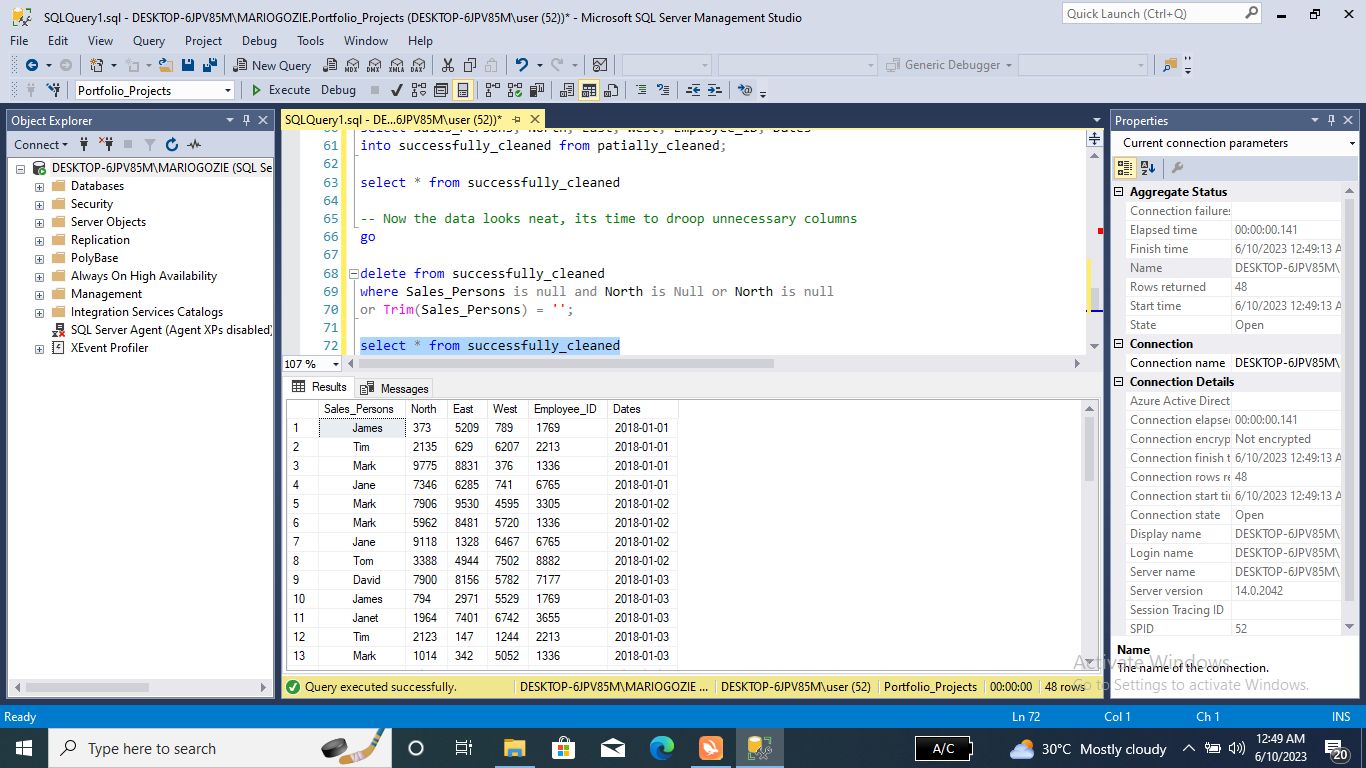 SQLQuery1.sql - DESKTOP-6JPV85M\MARIOGOZIE.Portfolio_Projects (DESKTOP-6JPV85M\user (52))* - Microsoft SQL Server Management Studio
Quick Launch (Ctrl+Q)
File Edit View Query Project Debug Tools Window Help
New Query MDX DMX XMLA DAX Generic Debugger
Portfolio_Projects Execute Debug
Object Explorer
Connect
DESKTOP-6JPV85M\MARIOGOZIE (SQL Se
Databases
Security
Server Objects
Replication
PolyBase
Always On High Availability
Management
Integration Services Catalogs
SQL Server Agent (Agent XPs disabled)
XEvent Profiler
SQLQuery1.sql - DE...6JPV85M\user (52))*
60 select Sales_Persons, North, East, West, Employee_ID, Dates
61 into successfully_cleaned from patially_cleaned;
62
63 select * from successfully_cleaned
64
65 -- Now the data looks neat, its time to droop unnecessary columns
66 go
67
68 delete from successfully_cleaned
69 where Sales_Persons is null and North is Null or North is null
70 or Trim(Sales_Persons) = '';
71
72 select * from successfully_cleaned
107 %
Results Messages
Sales_Persons North East West Employee_ID Dates
1 James 373 5209 789 1769 2018-01-01
2 Tim 2135 629 6207 2213 2018-01-01
3 Mark 9775 8831 376 1336 2018-01-01
4 Jane 7346 6285 741 6765 2018-01-01
5 Mark 7906 9530 4595 3305 2018-01-02
6 Mark 5962 8481 5720 1336 2018-01-02
7 Jane 9118 1328 6467 6765 2018-01-02
8 Tom 3388 4944 7502 8882 2018-01-02
9 David 7900 8156 5782 7177 2018-01-03
10 James 794 2971 5529 1769 2018-01-03
11 Janet 1964 7401 6742 3655 2018-01-03
12 Tim 2123 147 1244 2213 2018-01-03
13 Mark 1014 342 5052 1336 2018-01-03
Query executed successfully. DESKTOP-6JPV85M\MARIOGOZIE ... DESKTOP-6JPV85M\user (52) Portfolio_Projects 00:00:00 48 rows
Properties
Current connection parameters
Aggregate Status
Connection failures
Elapsed time 00:00:00.141
Finish time 6/10/2023 12:49:13 A
Name DESKTOP-6JPV85M\
Rows returned 48
Start time 6/10/2023 12:49:13 A
State Open
Connection
Connection name DESKTOP-6JPV85M\
Connection Details
Azure Active Direct
Connection elapse 00:00:00.141
Connection encryp Not encrypted
Connection finish t 6/10/2023 12:49:13 A
Connection rows re 48
Connection start ti 6/10/2023 12:49:13 A
Connection state Open
Display name DESKTOP-6JPV85M\
Login name DESKTOP-6JPV85M\
Server name DESKTOP-6JPV85M\
Server version 14.0.2042
Session Tracing ID
SPID 52
Name
The name of the connection.
Activate Windows
Go to Settings to activate Windows.
Ready Ln 72 Col 1 Ch 1 INS
Type here to search
A/C
30°C Mostly cloudy
12:49 AM
6/10/2023
20